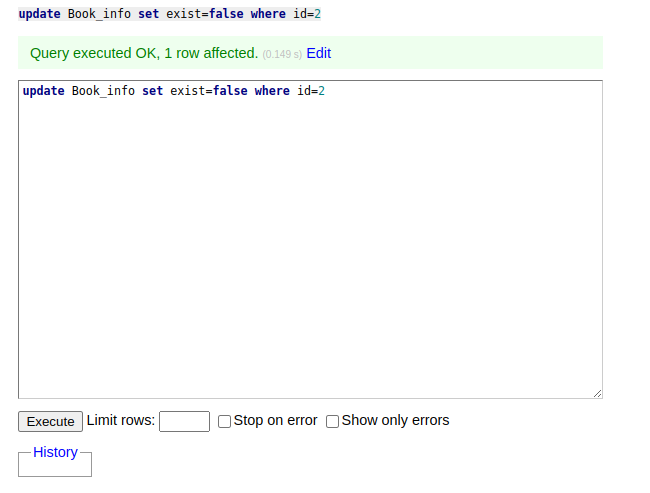 update Book_info set exist=false where id=2
Query executed OK, 1 row affected. (0.149 s) Edit
update Book_info set exist=false where id=2
Execute Limit rows: Stop on error Show only errors
History